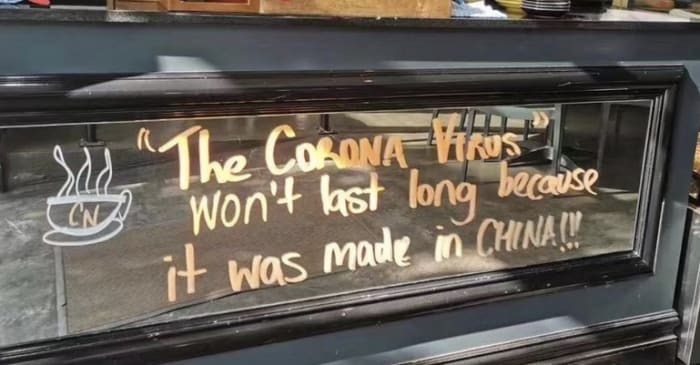 "The CORONA VIRUS"
won't last long because
it was made in CHINA!!!
CN